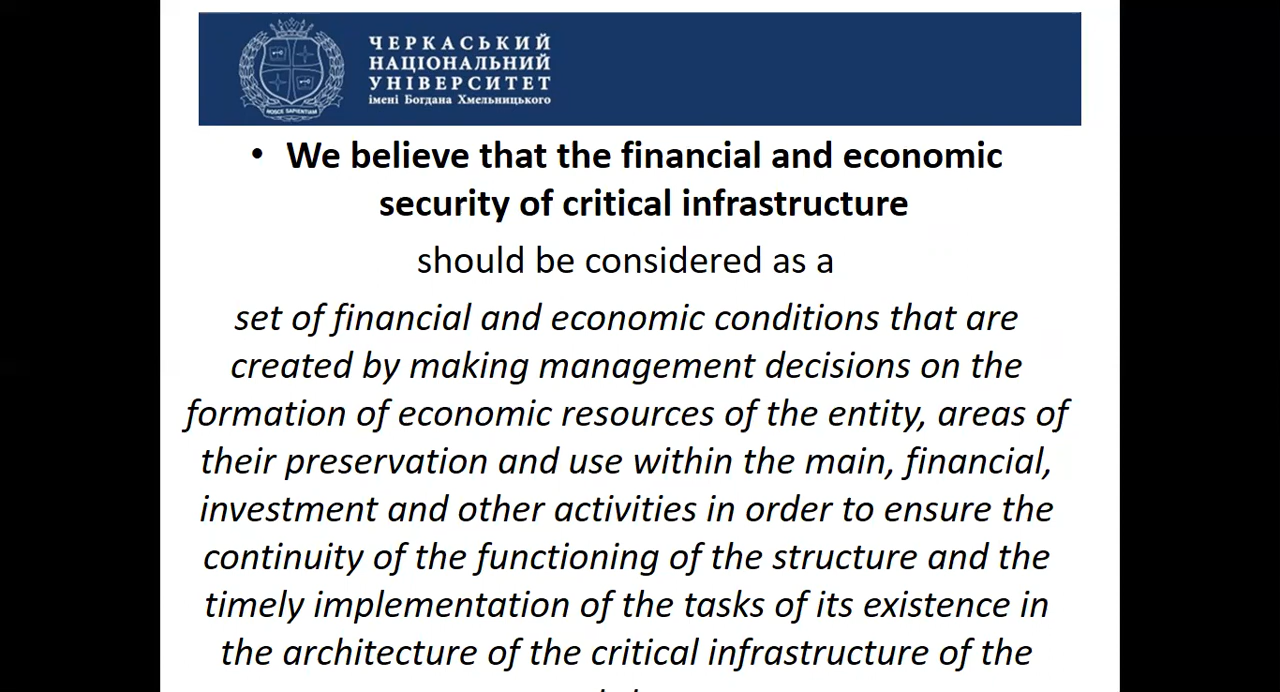 ЧЕРКАСЬКИЙ
НАЦІОНАЛЬНИЙ
УНІВЕРСИТЕТ
імені Богдана Хмельницького
NOSCE SAPIENTIAM
• We believe that the financial and economic
security of critical infrastructure
should be considered as a
set of financial and economic conditions that are
created by making management decisions on the
formation of economic resources of the entity, areas of
their preservation and use within the main, financial,
investment and other activities in order to ensure the
continuity of the functioning of the structure and the
timely implementation of the tasks of its existence in
the architecture of the critical infrastructure of the